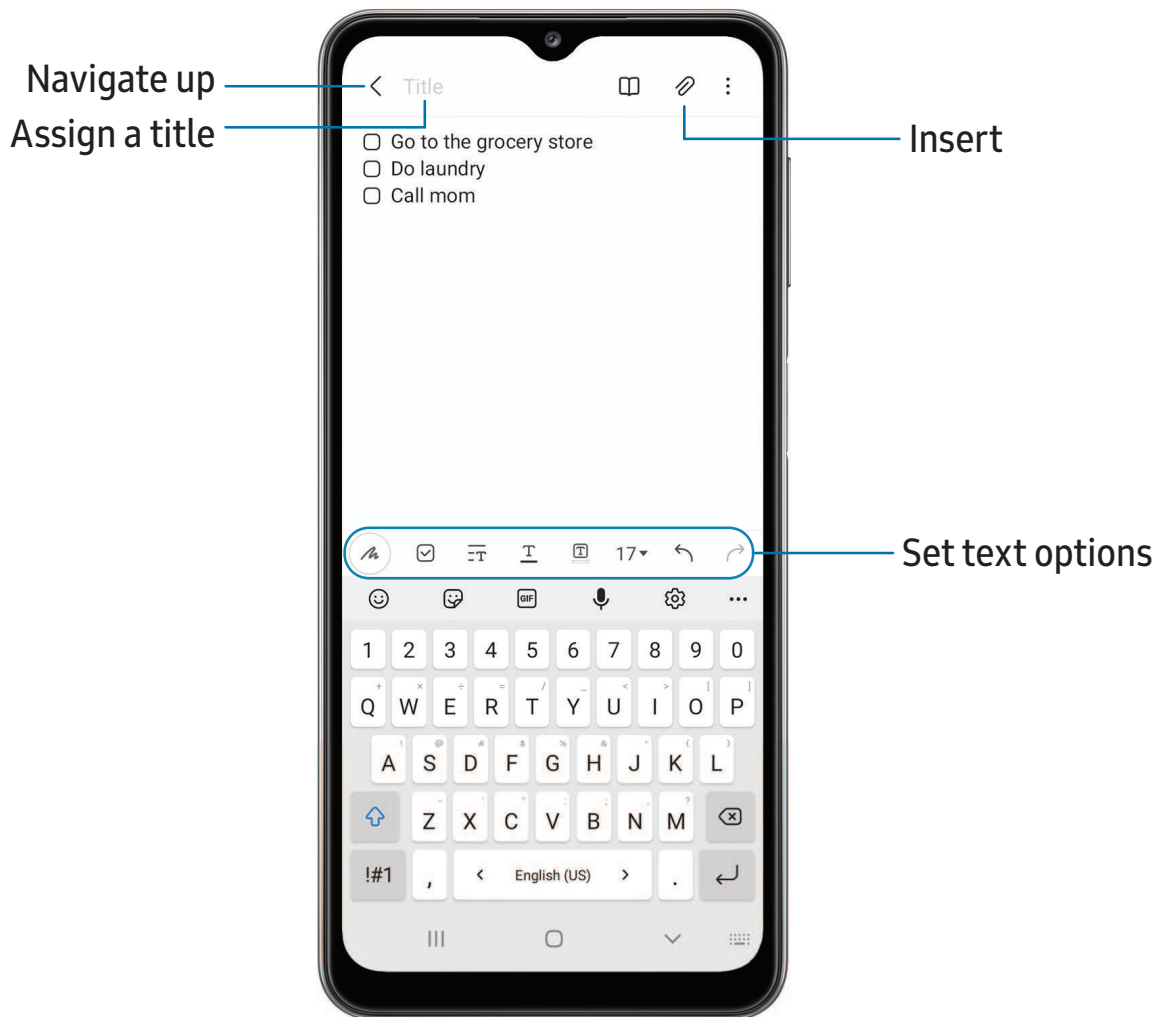 Navigate up
Title
Assign a title
Insert
Go to the grocery store
Do laundry
Call mom
T T T 17
Set text options
GIF
1 2 3 4 5 6 7 8 9 0
+ × ÷ = / _ < > [ ]
Q W E R T Y U I O P
! @ # $ % & ( )
A S D F G H J K L
- ' " : ; , ?
Z X C V B N M
!#1 , < English (US) > .